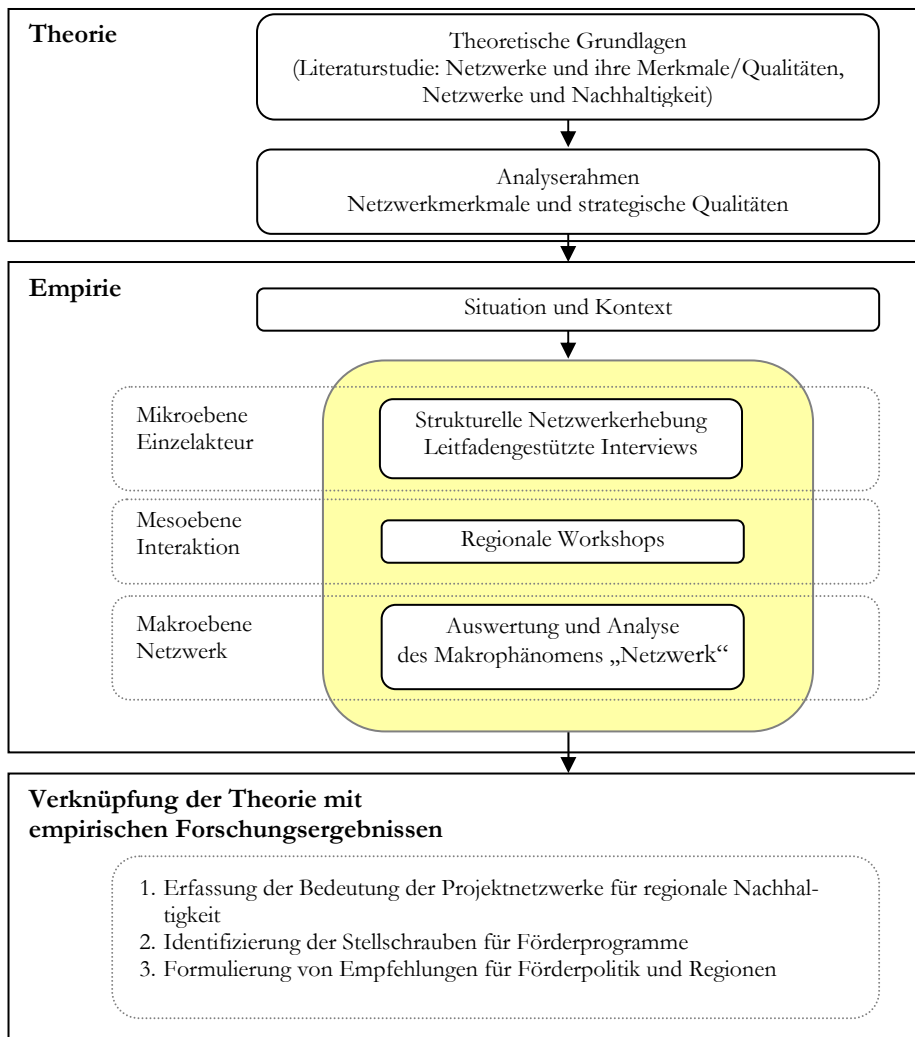 Theorie
Theoretische Grundlagen
(Literaturstudie: Netzwerke und ihre Merkmale/Qualitäten,
Netzwerke und Nachhaltigkeit)
Analyserahmen
Netzwerkmerkmale und strategische Qualitäten
Empirie
Situation und Kontext
Mikroebene
Einzelakteur
Strukturelle Netzwerkerhebung
Leitfadengestützte Interviews
Mesoebene
Interaktion
Regionale Workshops
Makroebene
Netzwerk
Auswertung und Analyse
des Makrophänomens „Netzwerk“
Verknüpfung der Theorie mit
empirischen Forschungsergebnissen
1. Erfassung der Bedeutung der Projektnetzwerke für regionale Nachhal-
tigkeit
2. Identifizierung der Stellschrauben für Förderprogramme
3. Formulierung von Empfehlungen für Förderpolitik und Regionen